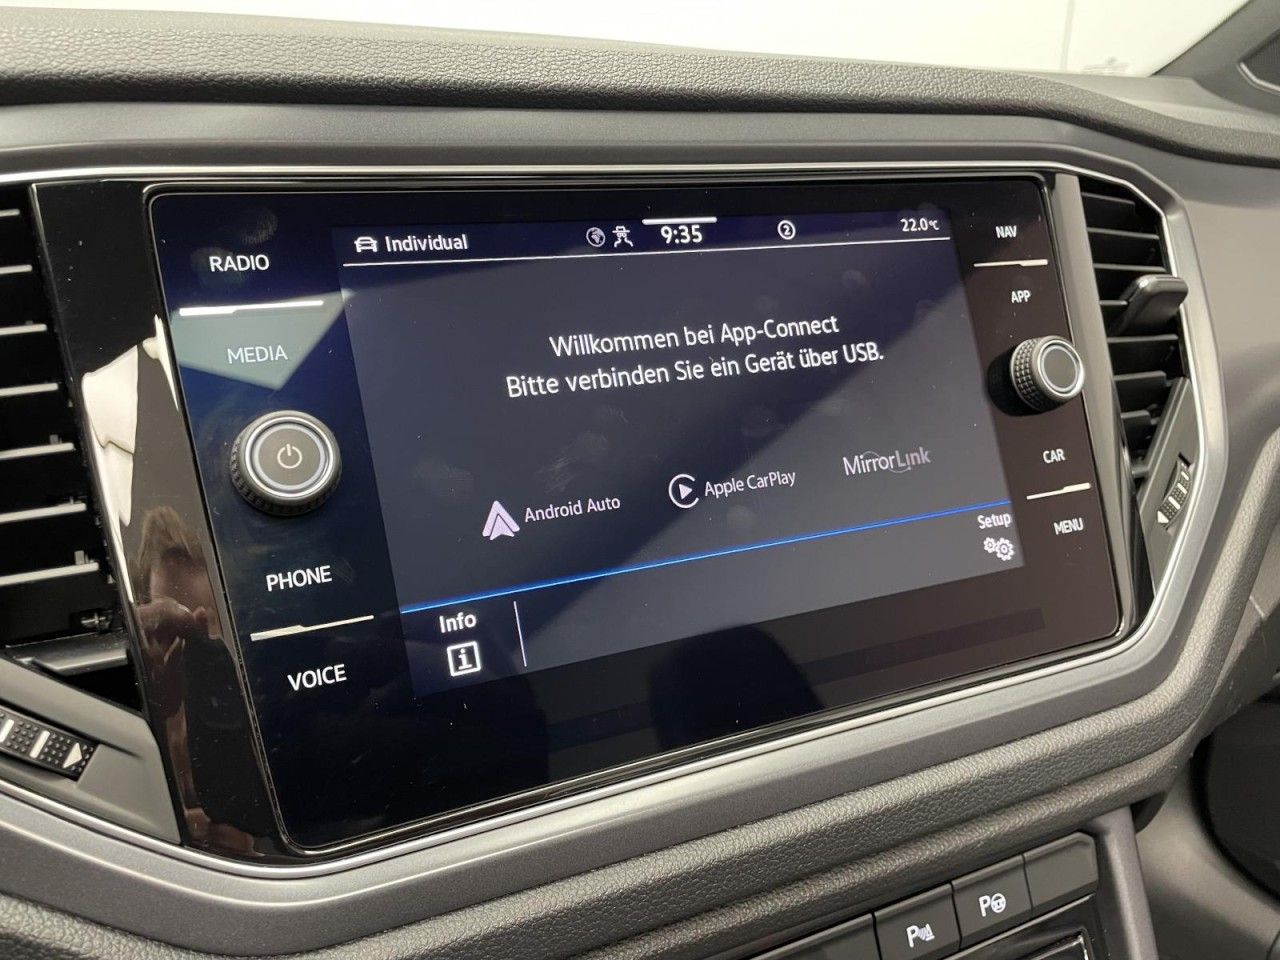 RADIO
MEDIA
PHONE
VOICE
Individual
9:35
2
22.0°C
Willkommen bei App-Connect
Bitte verbinden Sie ein Gerät über USB.
Android Auto
Apple CarPlay
MirrorLink
Setup
Info
i
NAV
APP
CAR
MENU
P
P